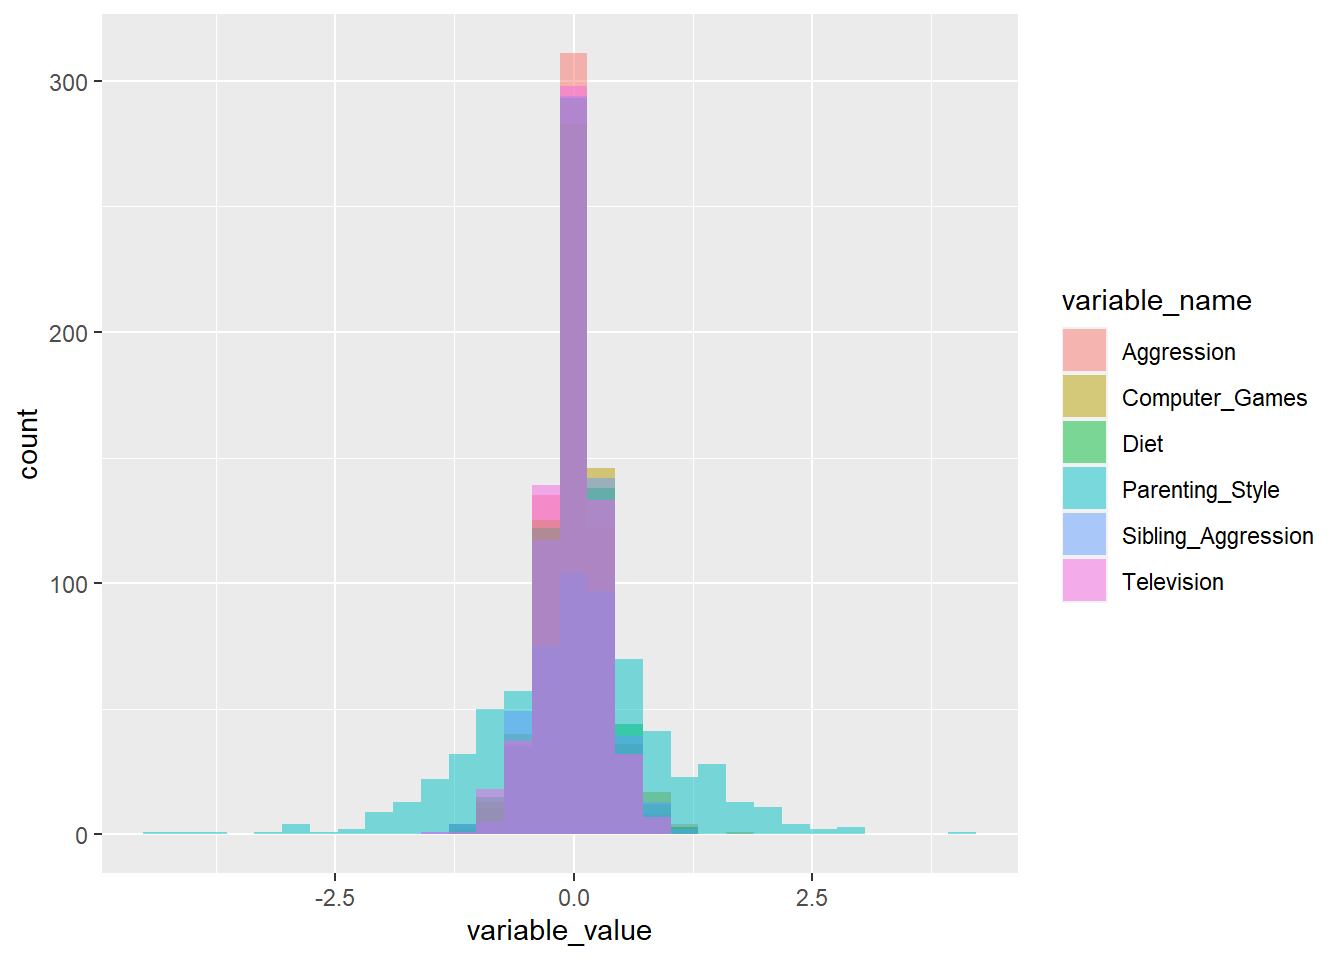 300
200
100
0
-2.5
0.0
2.5
variable_value
count
variable_name
Aggression
Computer_Games
Diet
Parenting_Style
Sibling_Aggression
Television